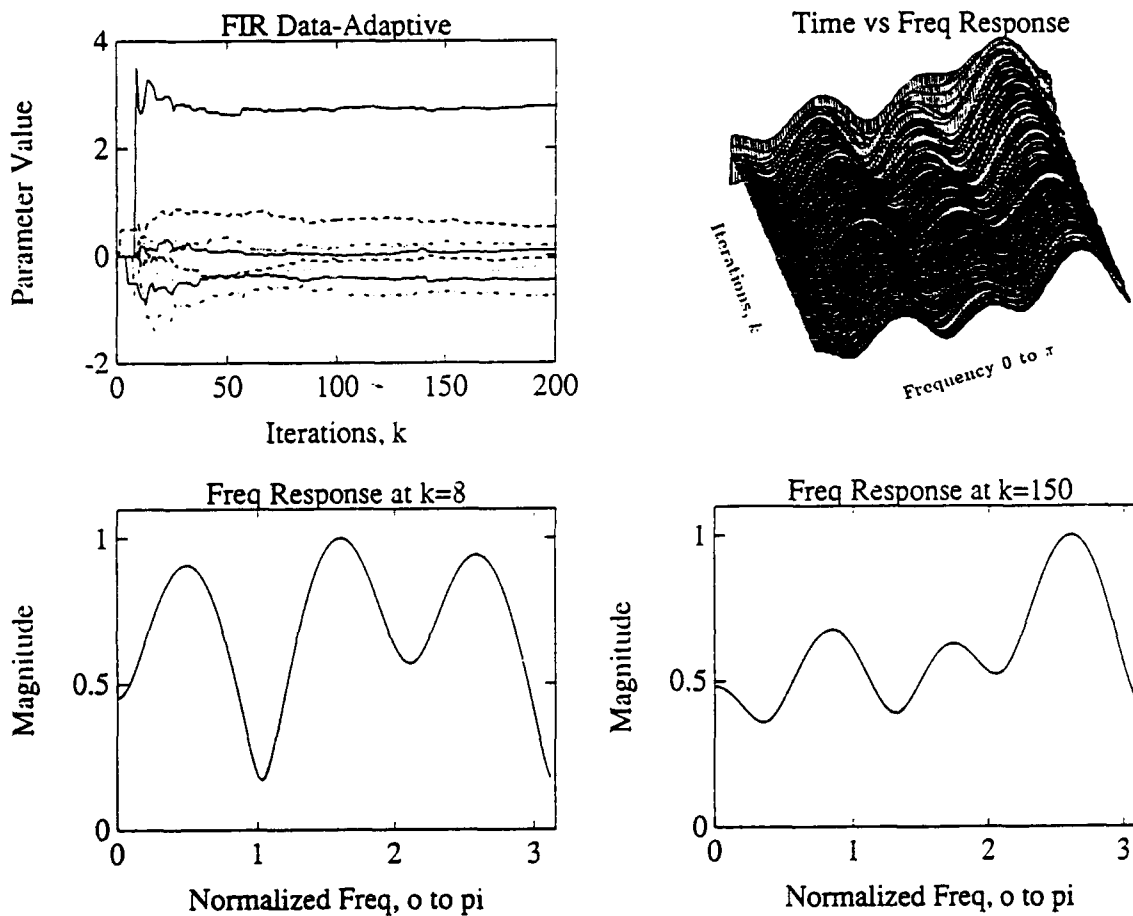 FIR Data-Adaptive
4
2
0
-2
Parameter Value
0 50 100 150 200
Iterations, k
Time vs Freq Response
Iterations, k
Frequency 0 to π
Freq Response at k=8
1
0.5
0
Magnitude
0 1 2 3
Normalized Freq, o to pi
Freq Response at k=150
1
0.5
0
Magnitude
0 1 2 3
Normalized Freq, o to pi